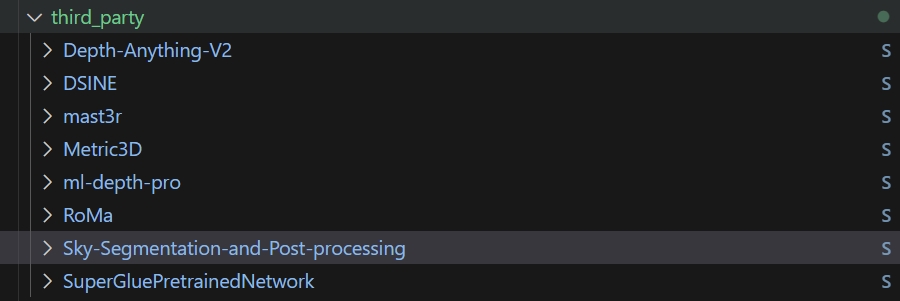 third_party
Depth-Anything-V2 S
DSINE S
mast3r S
Metric3D S
ml-depth-pro S
RoMa S
Sky-Segmentation-and-Post-processing S
SuperGluePretrainedNetwork S